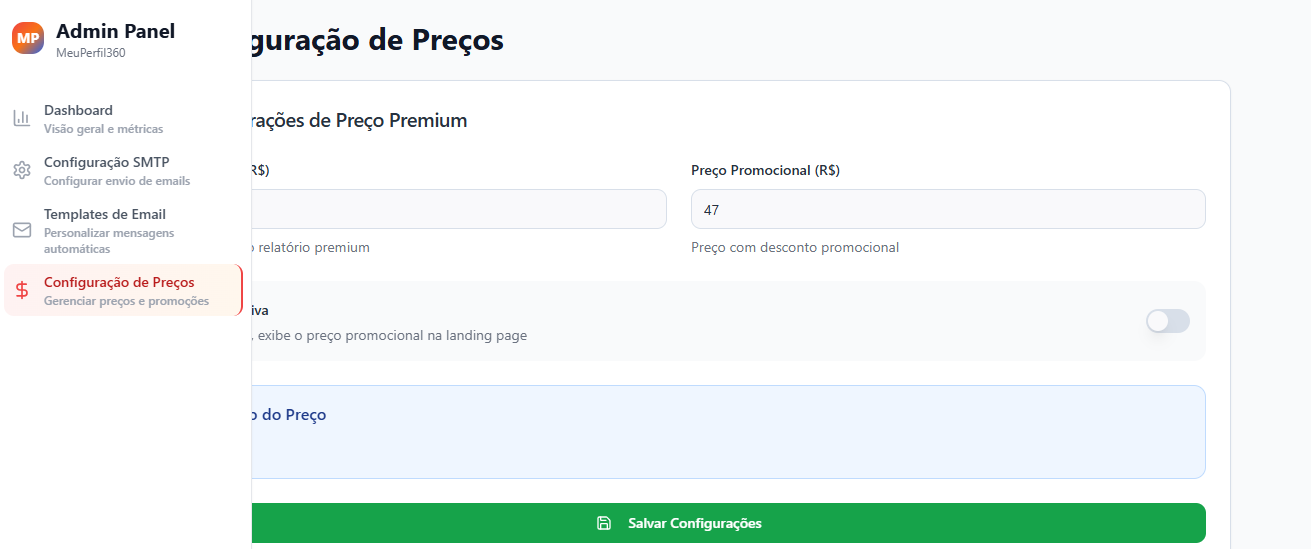 MP
Admin Panel
MeuPerfil360
Dashboard
Visão geral e métricas
Configuração SMTP
Configurar envio de emails
Templates de Email
Personalizar mensagens
automáticas
Configuração de Preços
Gerenciar preços e promoções
guração de Preços
rações de Preço Premium
R$)
Preço Promocional (R$)
47
o relatório premium
Preço com desconto promocional
iva
, exibe o preço promocional na landing page
o do Preço
Salvar Configurações